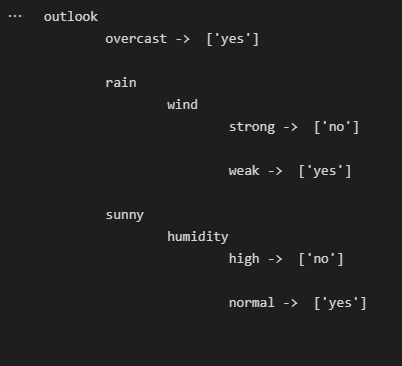 ... outlook
overcast ->  ['yes']
rain
wind
strong ->  ['no']
weak ->  ['yes']
sunny
humidity
high ->  ['no']
normal ->  ['yes']